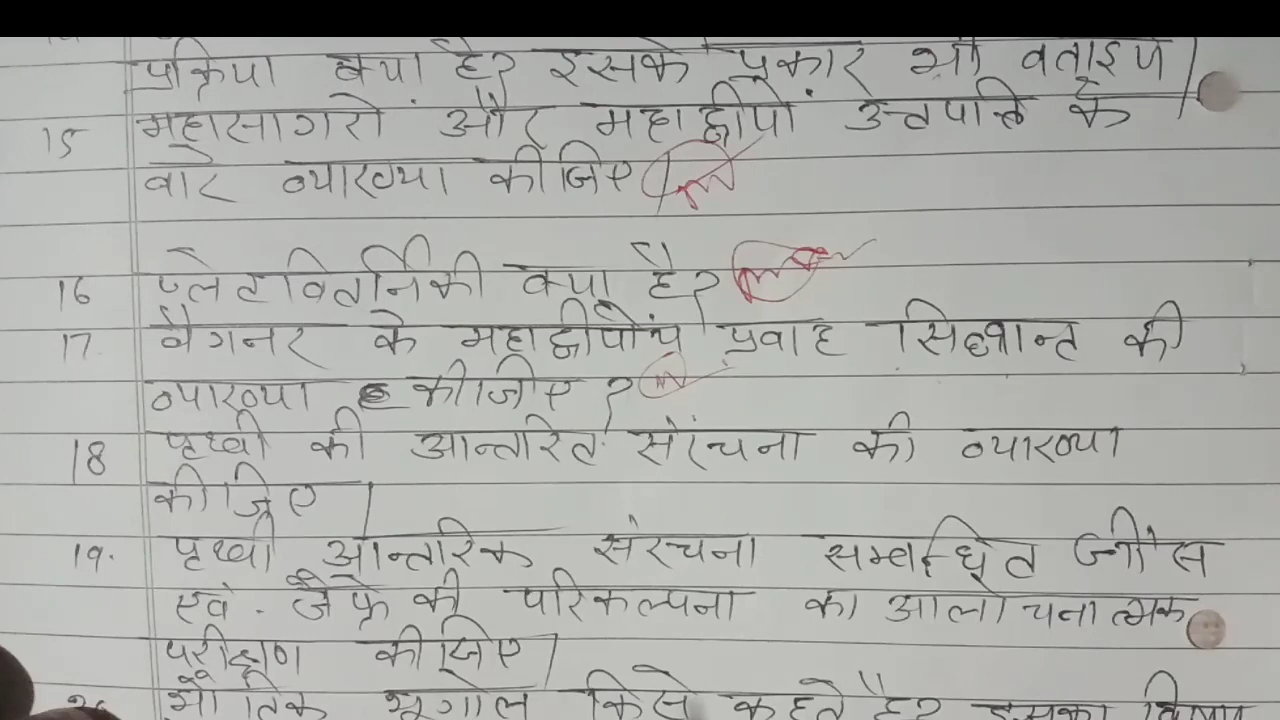 प्रक्रिया क्या है? इसके प्रकार भी बताइए।
15 महासागरों और महाद्वीपों उत्तपत्ति के
बारे व्याख्या कीजिए।
16 प्लेट विवर्तनिकी क्या है?
17. वैगनर के महाद्वीपीय प्रवाह सिद्धान्त की
व्याख्या कीजिए?
18 पृथ्वी की आन्तरित संरचना की व्याख्या
कीजिए।
19. पृथ्वी आन्तरिक संरचना सम्बन्धित
एवं जैफ्रे की परिकल्पना का आलोचनात्मक
परीक्षण कीजिए।
भौतिक भूगोल किसे कहते है? इसका